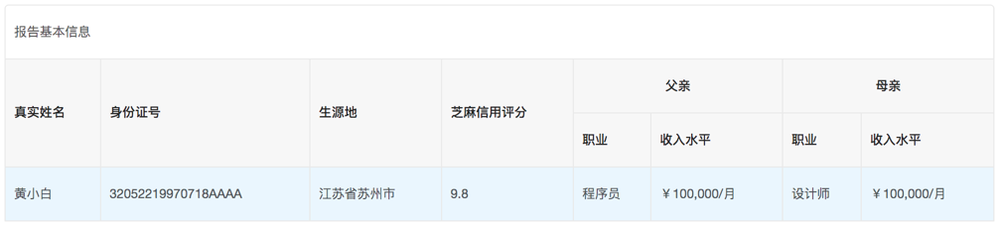 报告基本信息
父亲 母亲
真实姓名 身份证号 生源地 芝麻信用评分
职业 收入水平 职业 收入水平
黄小白 32052219970718AAAA 江苏省苏州市 9.8 程序员 ￥100,000/月 设计师 ￥100,000/月